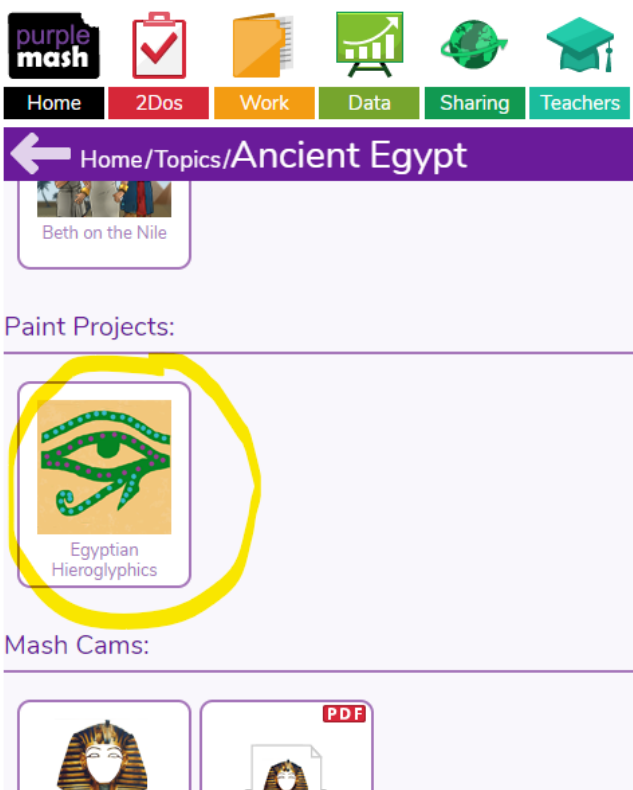 purple
mash
Home 2Dos Work Data Sharing Teachers
Home/Topics/Ancient Egypt
Beth on the Nile
Paint Projects:
Egyptian
Hieroglyphics
Mash Cams:
PDF